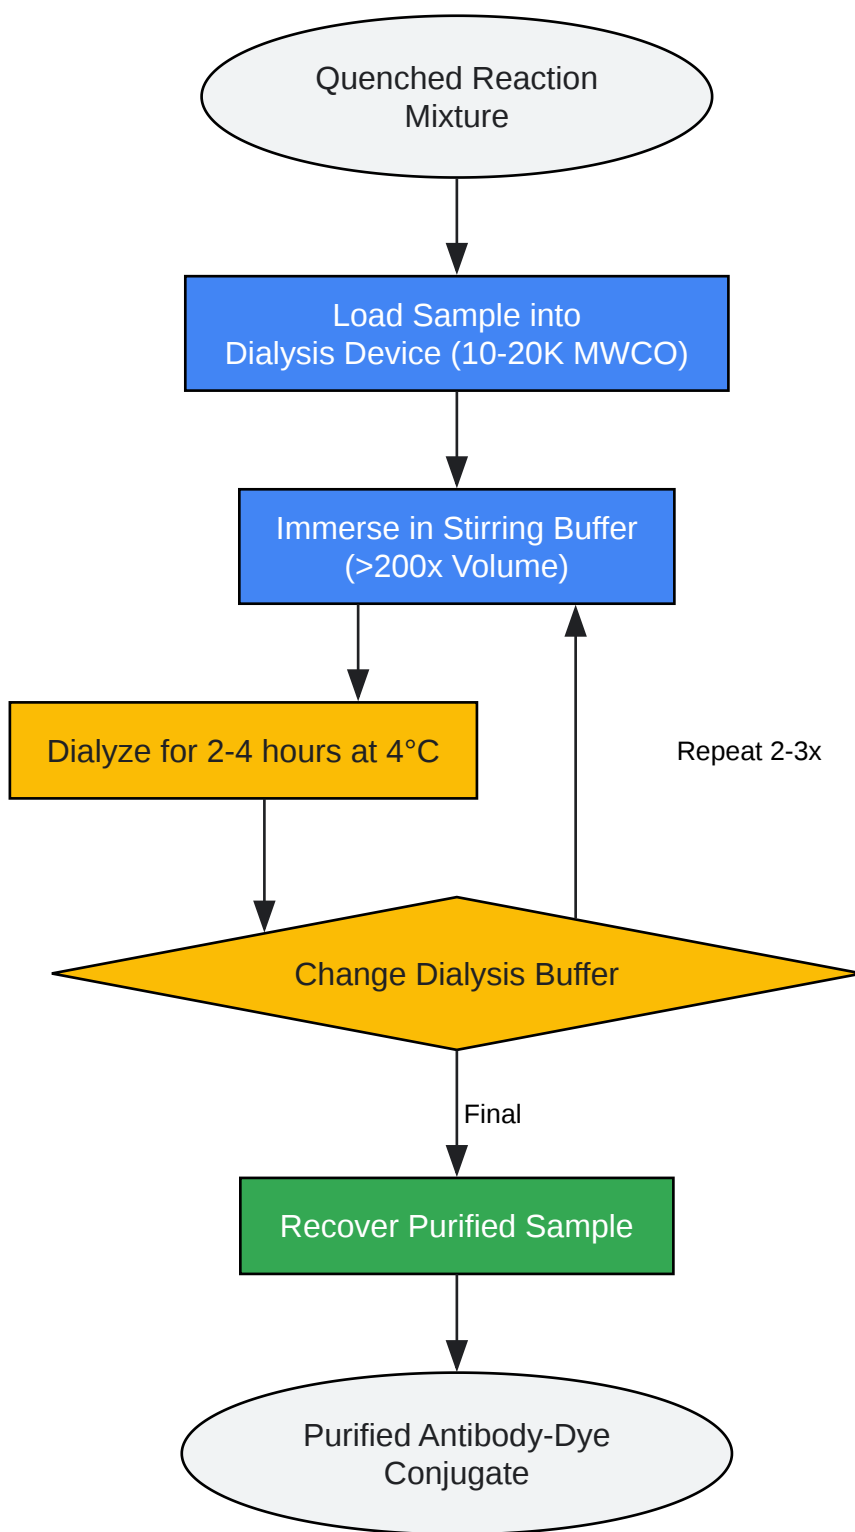 Quenched Reaction
Mixture
Load Sample into
Dialysis Device (10-20K MWCO)
Immerse in Stirring Buffer
(>200x Volume)
Dialyze for 2-4 hours at 4°C
Repeat 2-3x
Change Dialysis Buffer
Final
Recover Purified Sample
Purified Antibody-Dye
Conjugate